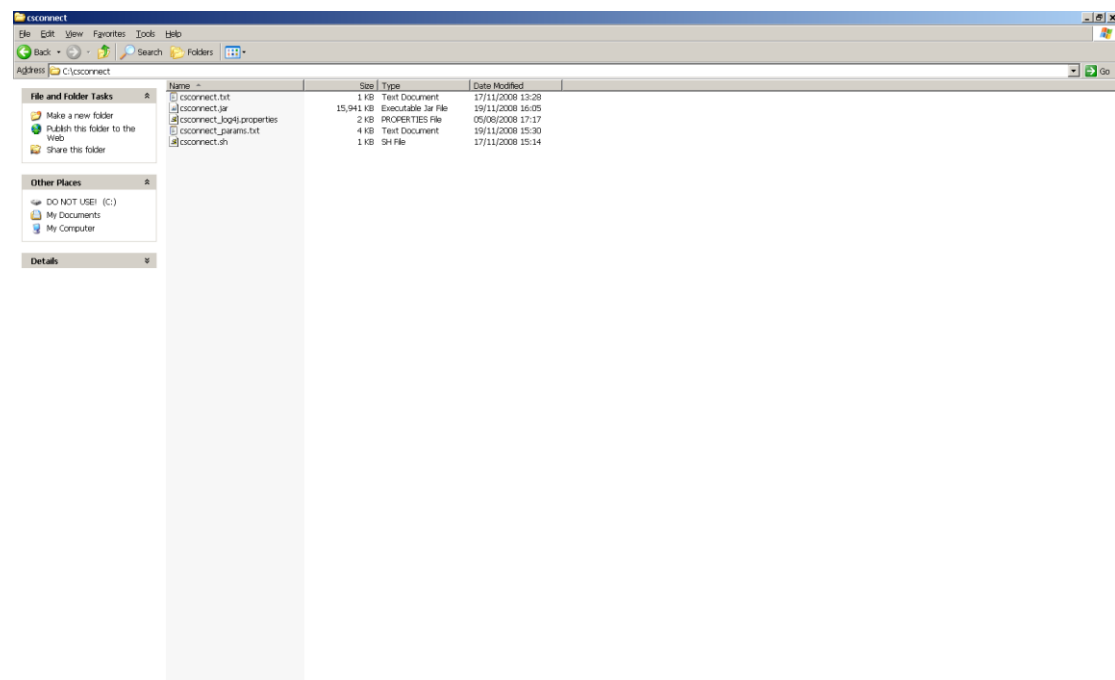 csconnect
File Edit View Favorites Tools Help
Back Search Folders
Address C:\csconnect Go
File and Folder Tasks
Make a new folder
Publish this folder to the
Web
Share this folder
Other Places
DO NOT USE! (C:)
My Documents
My Computer
Details
Name Size Type Date Modified
csconnect.txt 1 KB Text Document 17/11/2008 13:28
csconnect.jar 15,941 KB Executable Jar File 19/11/2008 16:05
csconnect_log4j.properties 2 KB PROPERTIES File 05/08/2008 17:17
csconnect_params.txt 4 KB Text Document 19/11/2008 15:30
csconnect.sh 1 KB SH File 17/11/2008 15:14